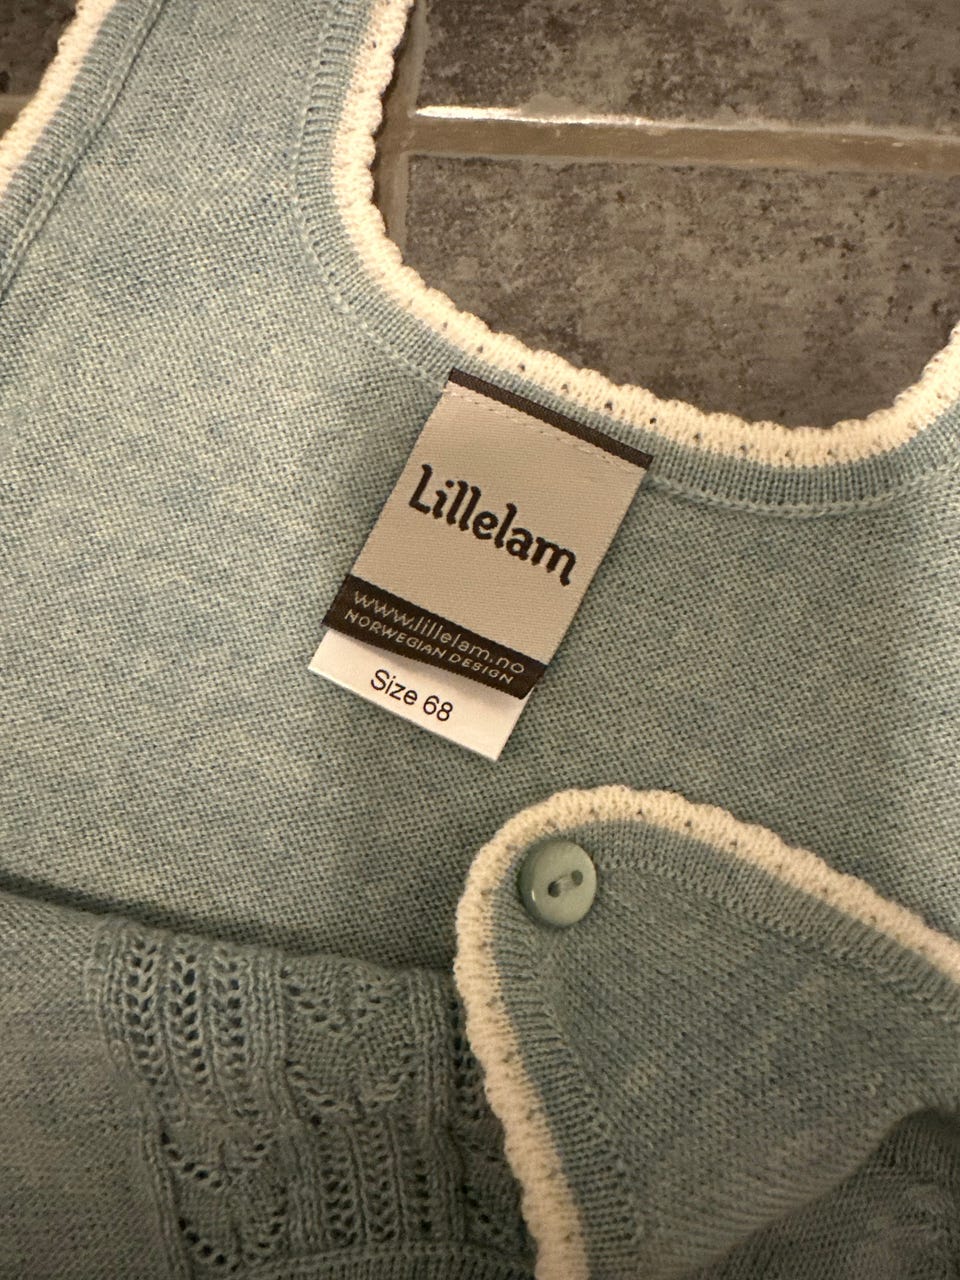 Lillelam
www.lillelam.no
NORWEGIAN DESIGN
Size 68